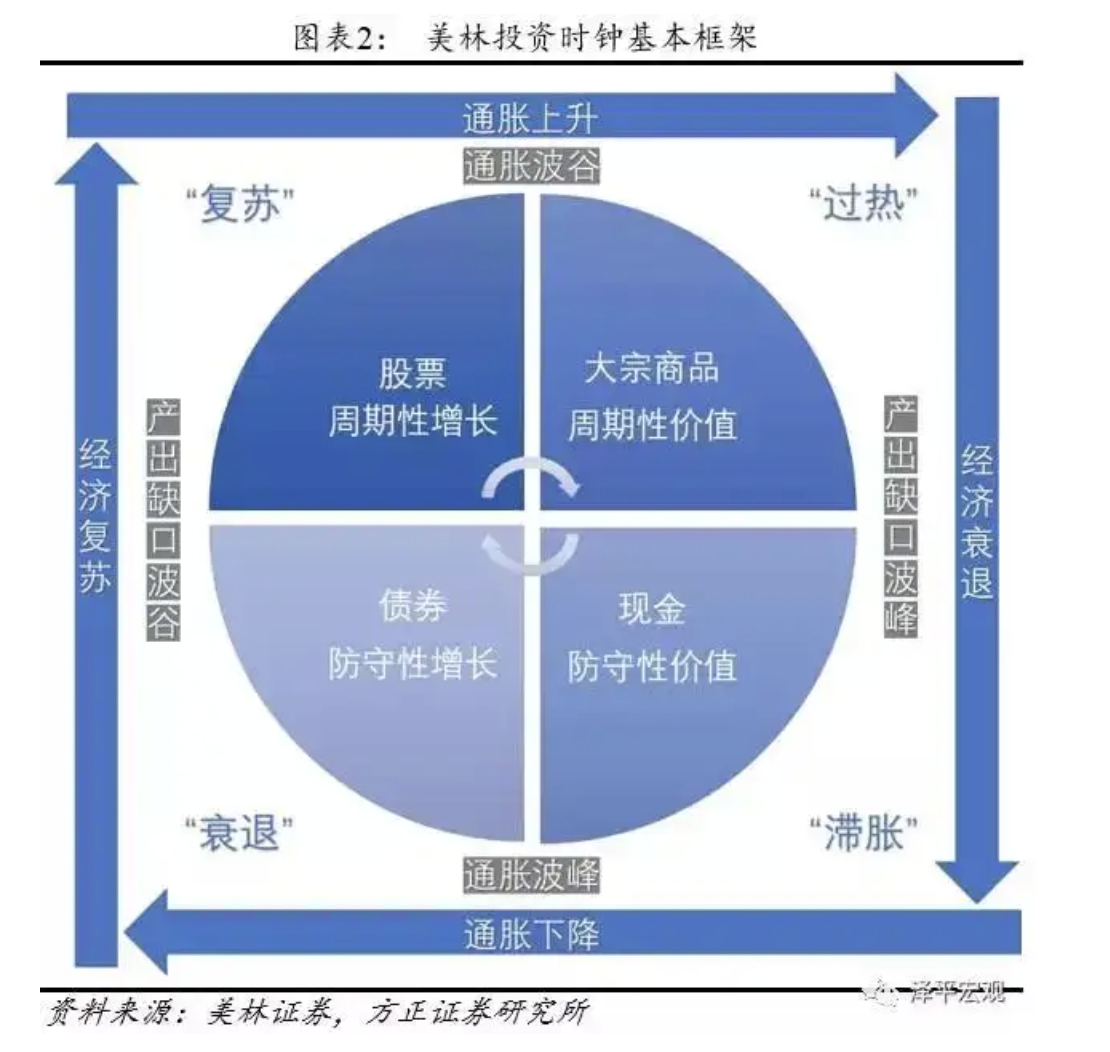 图表2： 美林投资时钟基本框架
通胀上升
通胀波谷
“复苏”
“过热”
股票
周期性增长
大宗商品
周期性价值
经济复苏
产出缺口波谷
产出缺口波峰
经济衰退
债券
防守性增长
现金
防守性价值
“衰退”
“滞胀”
通胀波峰
通胀下降
泽平宏观
资料来源：美林证券，方正证券研究所